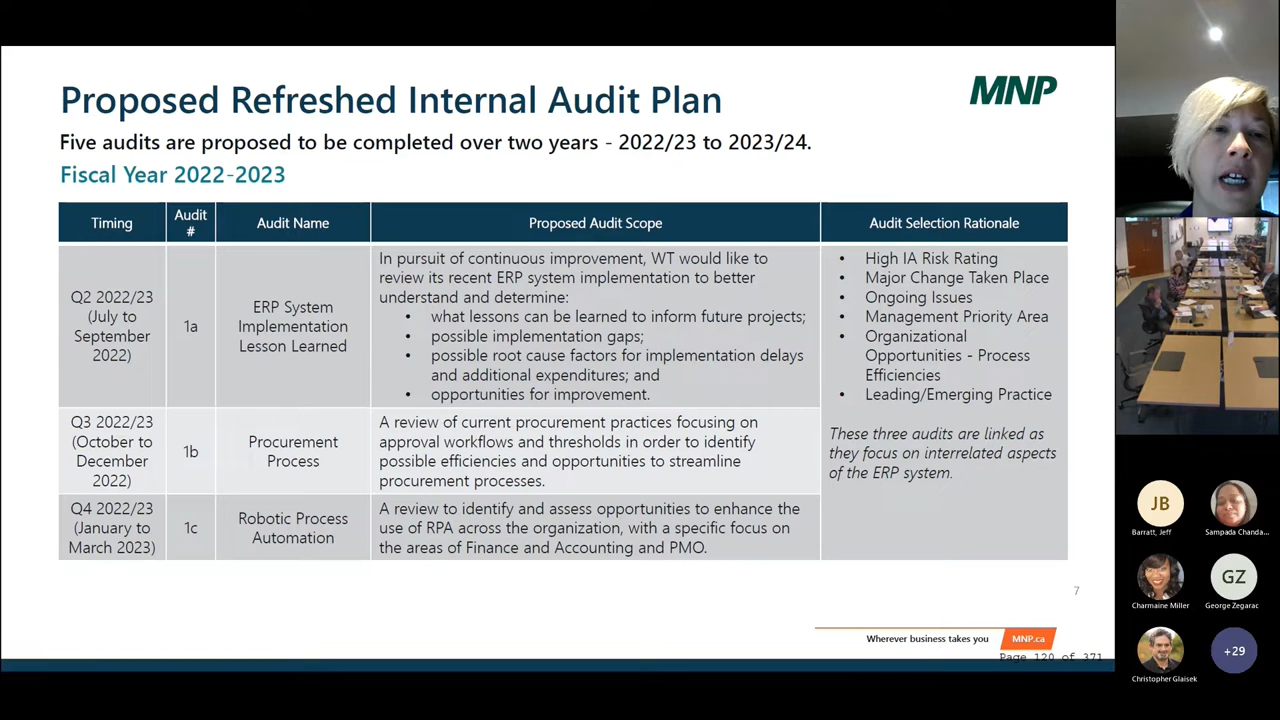 Proposed Refreshed Internal Audit Plan
MNP
Five audits are proposed to be completed over two years - 2022/23 to 2023/24.
Fiscal Year 2022-2023
Timing
Audit
#
Audit Name
Proposed Audit Scope
Audit Selection Rationale
Q2 2022/23
(July to
September
2022)
1a
ERP System
Implementation
Lesson Learned
In pursuit of continuous improvement, WT would like to
review its recent ERP system implementation to better
understand and determine:
• what lessons can be learned to inform future projects;
• possible implementation gaps;
• possible root cause factors for implementation delays
and additional expenditures; and
• opportunities for improvement.
• High IA Risk Rating
• Major Change Taken Place
• Ongoing Issues
• Management Priority Area
• Organizational
Opportunities - Process
Efficiencies
• Leading/Emerging Practice
These three audits are linked as
they focus on interrelated aspects
of the ERP system.
Q3 2022/23
(October to
December
2022)
1b
Procurement
Process
A review of current procurement practices focusing on
approval workflows and thresholds in order to identify
possible efficiencies and opportunities to streamline
procurement processes.
Q4 2022/23
(January to
March 2023)
1c
Robotic Process
Automation
A review to identify and assess opportunities to enhance the
use of RPA across the organization, with a specific focus on
the areas of Finance and Accounting and PMO.
7
Wherever business takes you
MNP.ca
Page 120 of 371
JB
Barratt, Jeff
Sampada Chanda...
Charmaine Miller
GZ
George Zegarac
Christopher Glaisek
+29